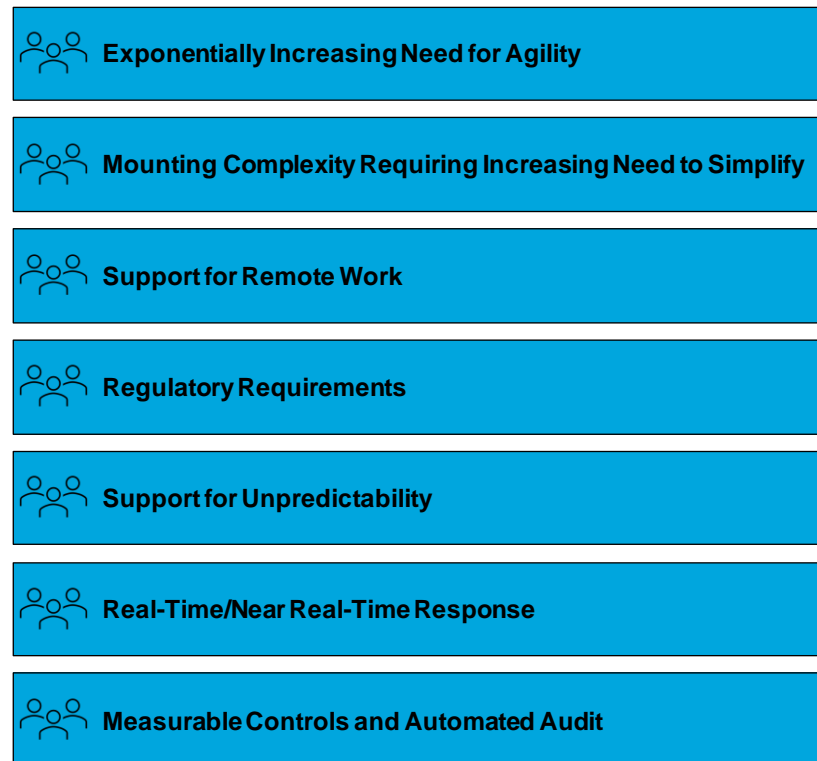 Exponentially Increasing Need for Agility
Mounting Complexity Requiring Increasing Need to Simplify
Support for Remote Work
Regulatory Requirements
Support for Unpredictability
Real-Time/Near Real-Time Response
Measurable Controls and Automated Audit